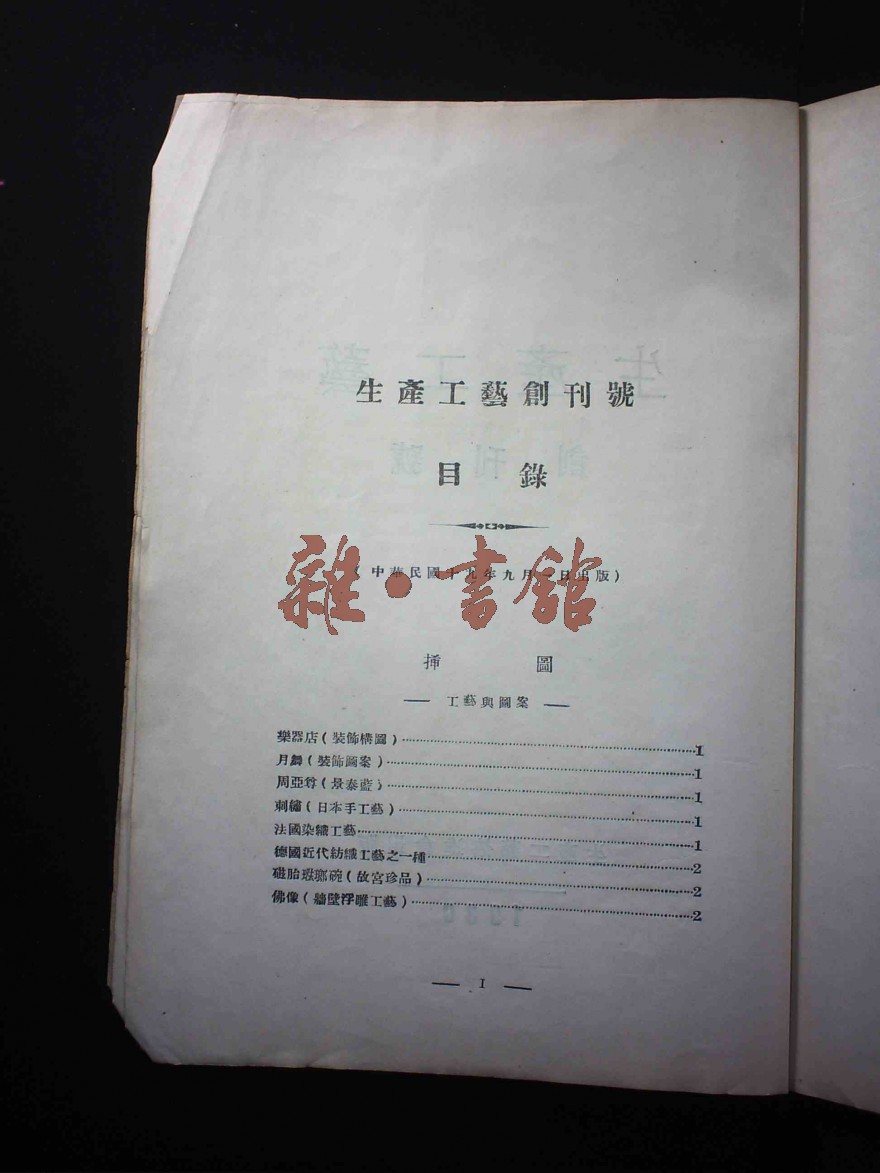 生產工藝創刊號
目錄
(中華民國十九年九月 日出版)
雜·書館
插圖
— 工藝與圖案 —
樂器店(裝飾構圖)……1
月舞(裝飾圖案)……1
周亞尊(景泰藍)……1
刺繡(日本手工藝)……1
法國染織工藝……1
德國近代紡織工藝之一種……2
磁胎琺瑯碗(故宮珍品)……2
佛像(牆壁浮雕工藝)……2
— I —